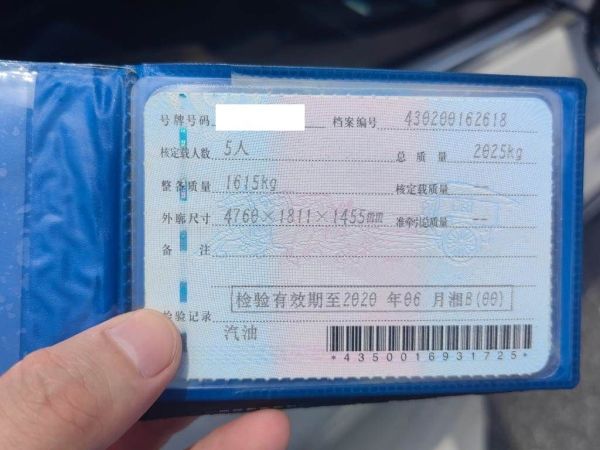 号牌号码 档案编号 430200162618
核定载人数 5人 总质量 2025kg
整备质量 1615kg 核定载质量 --
外廓尺寸 4760×1811×1455mm 准牵引总质量 --
备注
检验有效期至2020 年06 月湘B(00)
检验记录
汽油
*4350016931725*